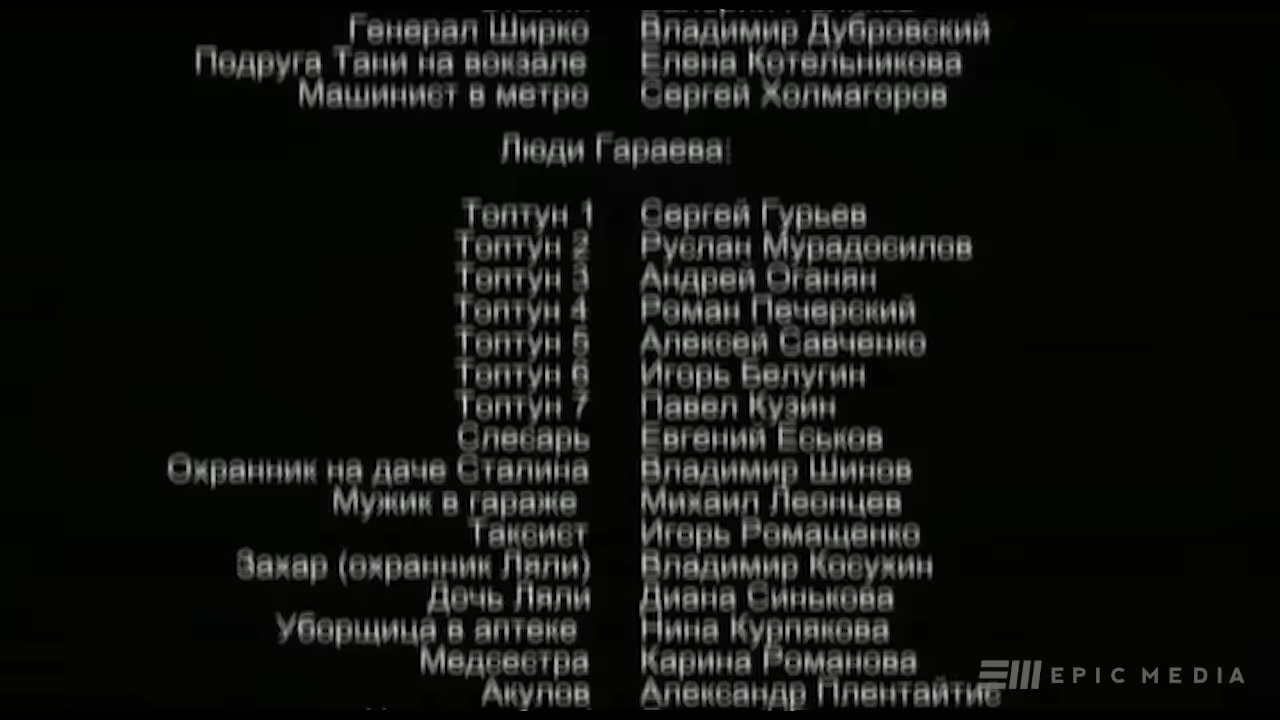 Генерал Ширко Владимир Дубровский
Подруга Тани на вокзале Елена Котельникова
Машинист в метро Сергей Холмагоров
Люди Гараева:
Топтун 1 Сергей Гурьев
Топтун 2 Руслан Мурадосилов
Топтун 3 Андрей Оганян
Топтун 4 Роман Печерский
Топтун 5 Алексей Савченко
Топтун 6 Игорь Белугин
Топтун 7 Павел Кузин
Слесарь Евгений Еськов
Охранник на даче Сталина Владимир Шинов
Мужик в гараже Михаил Леонцев
Таксист Игорь Ромащенко
Захар (охранник Ляли) Владимир Косухин
Дочь Ляли Диана Синькова
Уборщица в аптеке Нина Курпякова
Медсестра Карина Романова
Акулов Александр Плентайтис
EPIC MEDIA